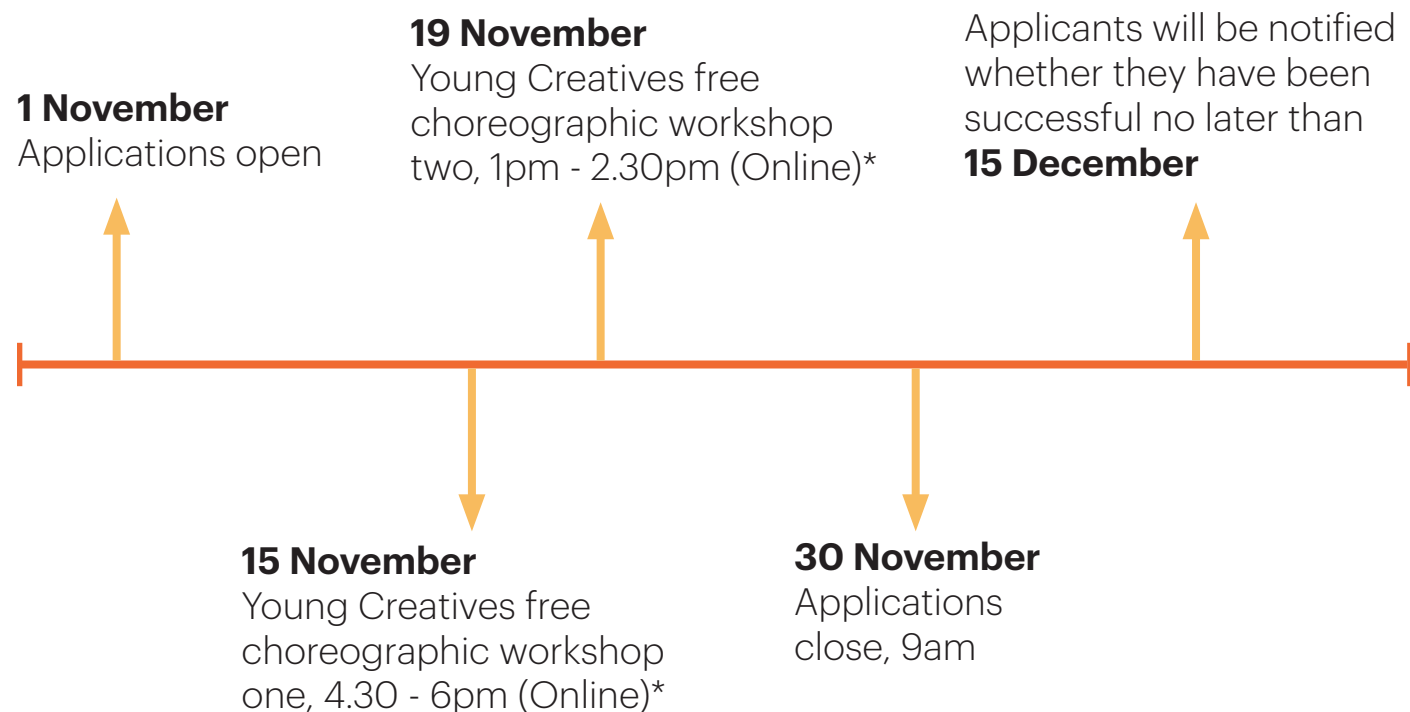 1 November
Applications open
19 November
Young Creatives free
choreographic workshop
two, 1pm - 2.30pm (Online)*
Applicants will be notified
whether they have been
successful no later than
15 December
15 November
Young Creatives free
choreographic workshop
one, 4.30 - 6pm (Online)*
30 November
Applications
close, 9am